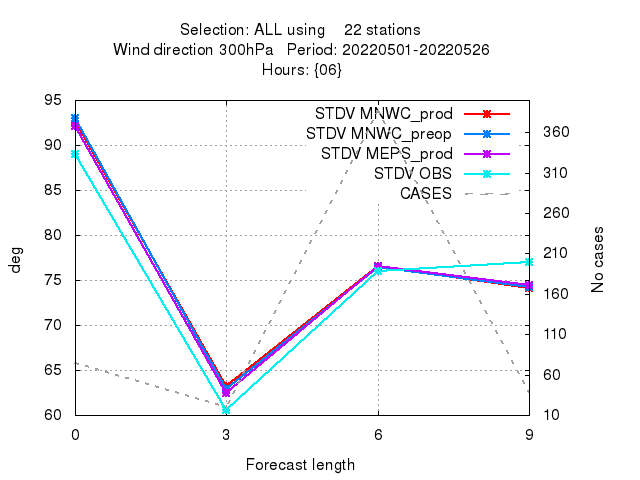 Selection: ALL using 22 stations
Wind direction 300hPa Period: 20220501-20220526
Hours: {06}
STDV MNWC_prod
STDV MNWC_preop
STDV MEPS_prod
STDV OBS
CASES
95
90
85
80
75
70
65
60
deg
360
310
260
210
160
110
60
10
No cases
0
3
6
9
Forecast length